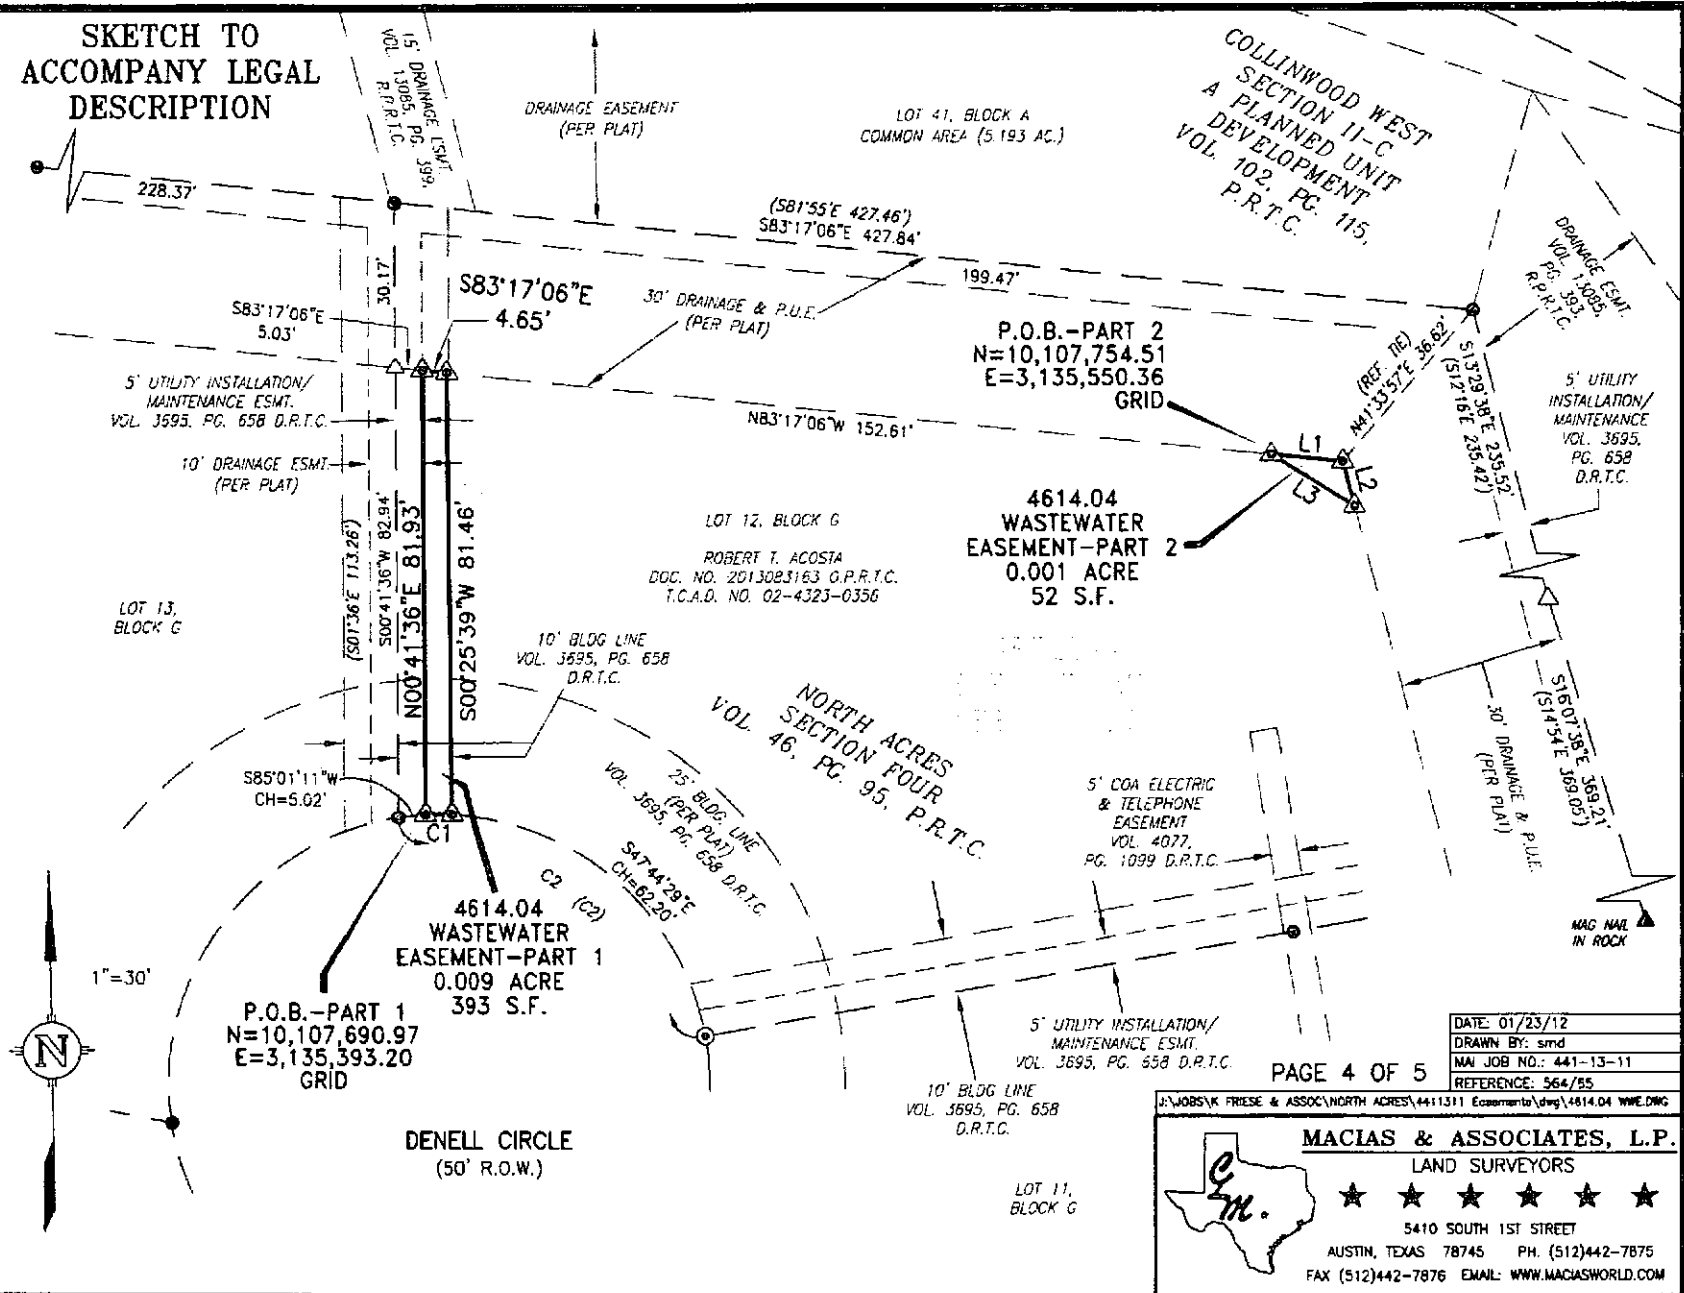 SKETCH TO
ACCOMPANY LEGAL
DESCRIPTION
15' DRAINAGE ESMT.
VOL. 13085, PG. 399,
R.P.R.T.C.
DRAINAGE EASEMENT
(PER PLAT)
LOT 41, BLOCK A
COMMON AREA (5.193 AC.)
COLLINWOOD WEST
SECTION II-C
A PLANNED UNIT
DEVELOPMENT
VOL. 102, PG. 115,
P.R.T.C.
228.37'
(S81°55'E 427.46')
S83°17'06"E 427.84'
199.47'
DRAINAGE ESMT.
VOL. 13085,
PG. 393,
R.P.R.T.C.
30.17'
S83°17'06"E
4.65'
S83°17'06"E
5.03'
30' DRAINAGE & P.U.E.
(PER PLAT)
P.O.B.-PART 2
N=10,107,754.51
E=3,135,550.36
GRID
(REF. TIE)
N41°33'57"E 36.62'
S13°29'38"E 235.52'
(S12°16'E 235.42')
5' UTILITY
INSTALLATION/
MAINTENANCE
VOL. 3695,
PG. 658
D.R.T.C.
5' UTILITY INSTALLATION/
MAINTENANCE ESMT.
VOL. 3695, PG. 658 D.R.T.C.
N83°17'06"W 152.61'
L1
L2
L3
10' DRAINAGE ESMT.
(PER PLAT)
4614.04
WASTEWATER
EASEMENT-PART 2
0.001 ACRE
52 S.F.
(S01°36'E 113.26')
S00°41'36"W 82.94'
N00°41'36"E 81.93'
S00°25'39"W 81.46'
LOT 12, BLOCK G
ROBERT T. ACOSTA
DOC. NO. 2013083163 O.P.R.T.C.
T.C.A.D. NO. 02-4323-0356
LOT 13,
BLOCK G
10' BLDG LINE
VOL. 3695, PG. 658
D.R.T.C.
NORTH ACRES
SECTION FOUR
VOL. 46, PG. 95, P.R.T.C.
S16°07'38"E 369.21'
(S14°54'E 369.05')
30' DRAINAGE & P.U.E.
(PER PLAT)
S85°01'11"W
CH=5.02'
C1
25' BLDG. LINE
(PER PLAT)
VOL. 3695, PG. 658 D.R.T.C.
5' COA ELECTRIC
& TELEPHONE
EASEMENT
VOL. 4077,
PG. 1099 D.R.T.C.
S47°44'29"E
CH=62.20'
C2
(C2)
4614.04
WASTEWATER
EASEMENT-PART 1
0.009 ACRE
393 S.F.
MAG NAIL
IN ROCK
1"=30'
N
P.O.B.-PART 1
N=10,107,690.97
E=3,135,393.20
GRID
5' UTILITY INSTALLATION/
MAINTENANCE ESMT.
VOL. 3695, PG. 658 D.R.T.C.
10' BLDG LINE
VOL. 3695, PG. 658
D.R.T.C.
DENELL CIRCLE
(50' R.O.W.)
LOT 11,
BLOCK G
PAGE 4 OF 5
DATE: 01/23/12
DRAWN BY: smd
MAI JOB NO.: 441-13-11
REFERENCE: 564/55
J:\JOBS\K FRIESE & ASSOC\NORTH ACRES\4411311 Easements\dwg\4614.04 WWE.DWG
C
M.
MACIAS & ASSOCIATES, L.P.
LAND SURVEYORS
5410 SOUTH 1ST STREET
AUSTIN, TEXAS 78745 PH. (512)442-7875
FAX (512)442-7876 EMAIL: WWW.MACIASWORLD.COM